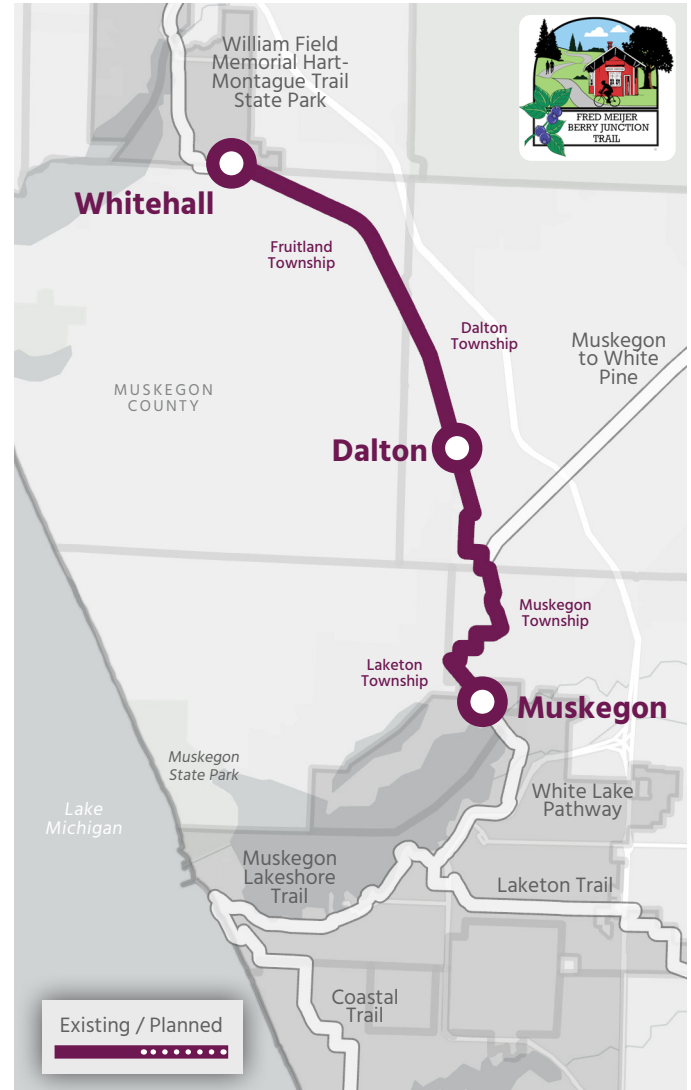 William Field
Memorial Hart-
Montague Trail
State Park
FRED MEIJER
BERRY JUNCTION
TRAIL
Whitehall
Fruitland
Township
Dalton
Township
Muskegon
to White
Pine
MUSKEGON
COUNTY
Dalton
Muskegon
Township
Laketon
Township
Muskegon
Muskegon
State Park
Lake
Michigan
White Lake
Pathway
Muskegon
Lakeshore
Trail
Laketon Trail
Coastal
Trail
Existing / Planned